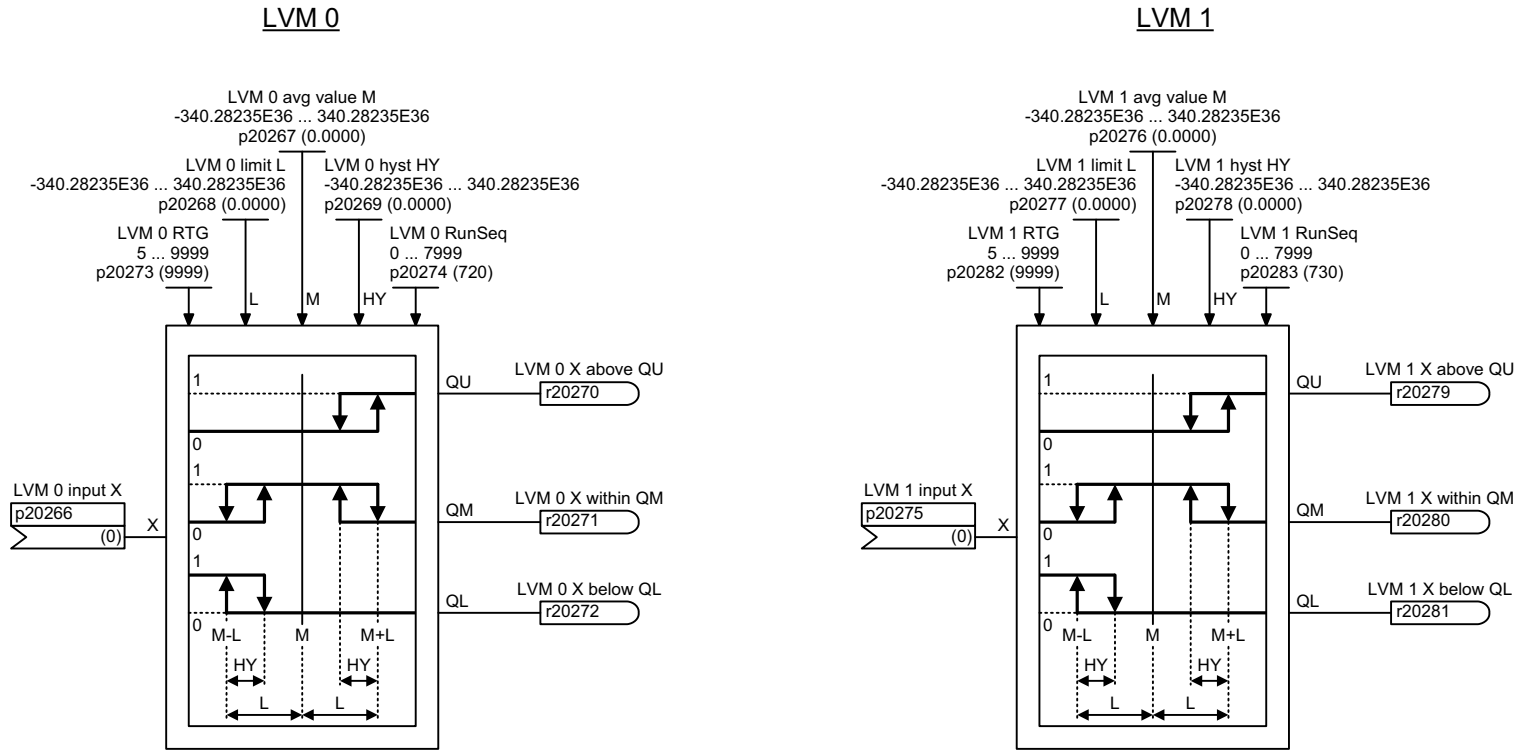 LVM 0
LVM 0 avg value M
-340.28235E36 ... 340.28235E36
p20267 (0.0000)
LVM 0 limit L
-340.28235E36 ... 340.28235E36
p20268 (0.0000)
LVM 0 hyst HY
-340.28235E36 ... 340.28235E36
p20269 (0.0000)
LVM 0 RTG
5 ... 9999
p20273 (9999)
LVM 0 RunSeq
0 ... 7999
p20274 (720)
L
M
HY
LVM 0 input X
p20266
(0)
X
1
0
1
0
1
0
M-L
M
M+L
HY
HY
L
L
QU
LVM 0 X above QU
r20270
QM
LVM 0 X within QM
r20271
QL
LVM 0 X below QL
r20272
LVM 1
LVM 1 avg value M
-340.28235E36 ... 340.28235E36
p20276 (0.0000)
LVM 1 limit L
-340.28235E36 ... 340.28235E36
p20277 (0.0000)
LVM 1 hyst HY
-340.28235E36 ... 340.28235E36
p20278 (0.0000)
LVM 1 RTG
5 ... 9999
p20282 (9999)
LVM 1 RunSeq
0 ... 7999
p20283 (730)
L
M
HY
LVM 1 input X
p20275
(0)
X
1
0
1
0
1
0
M-L
M
M+L
HY
HY
L
L
QU
LVM 1 X above QU
r20279
QM
LVM 1 X within QM
r20280
QL
LVM 1 X below QL
r20281